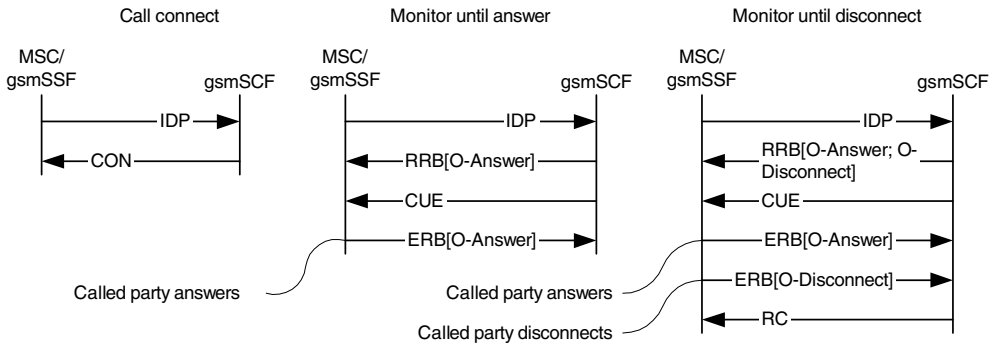 Call connect
MSC/
gsmSSF
gsmSCF
IDP
CON
Monitor until answer
MSC/
gsmSSF
gsmSCF
IDP
RRB[O-Answer]
CUE
ERB[O-Answer]
Called party answers
Monitor until disconnect
MSC/
gsmSSF
gsmSCF
IDP
RRB[O-Answer; O-
Disconnect]
CUE
ERB[O-Answer]
ERB[O-Disconnect]
RC
Called party answers
Called party disconnects